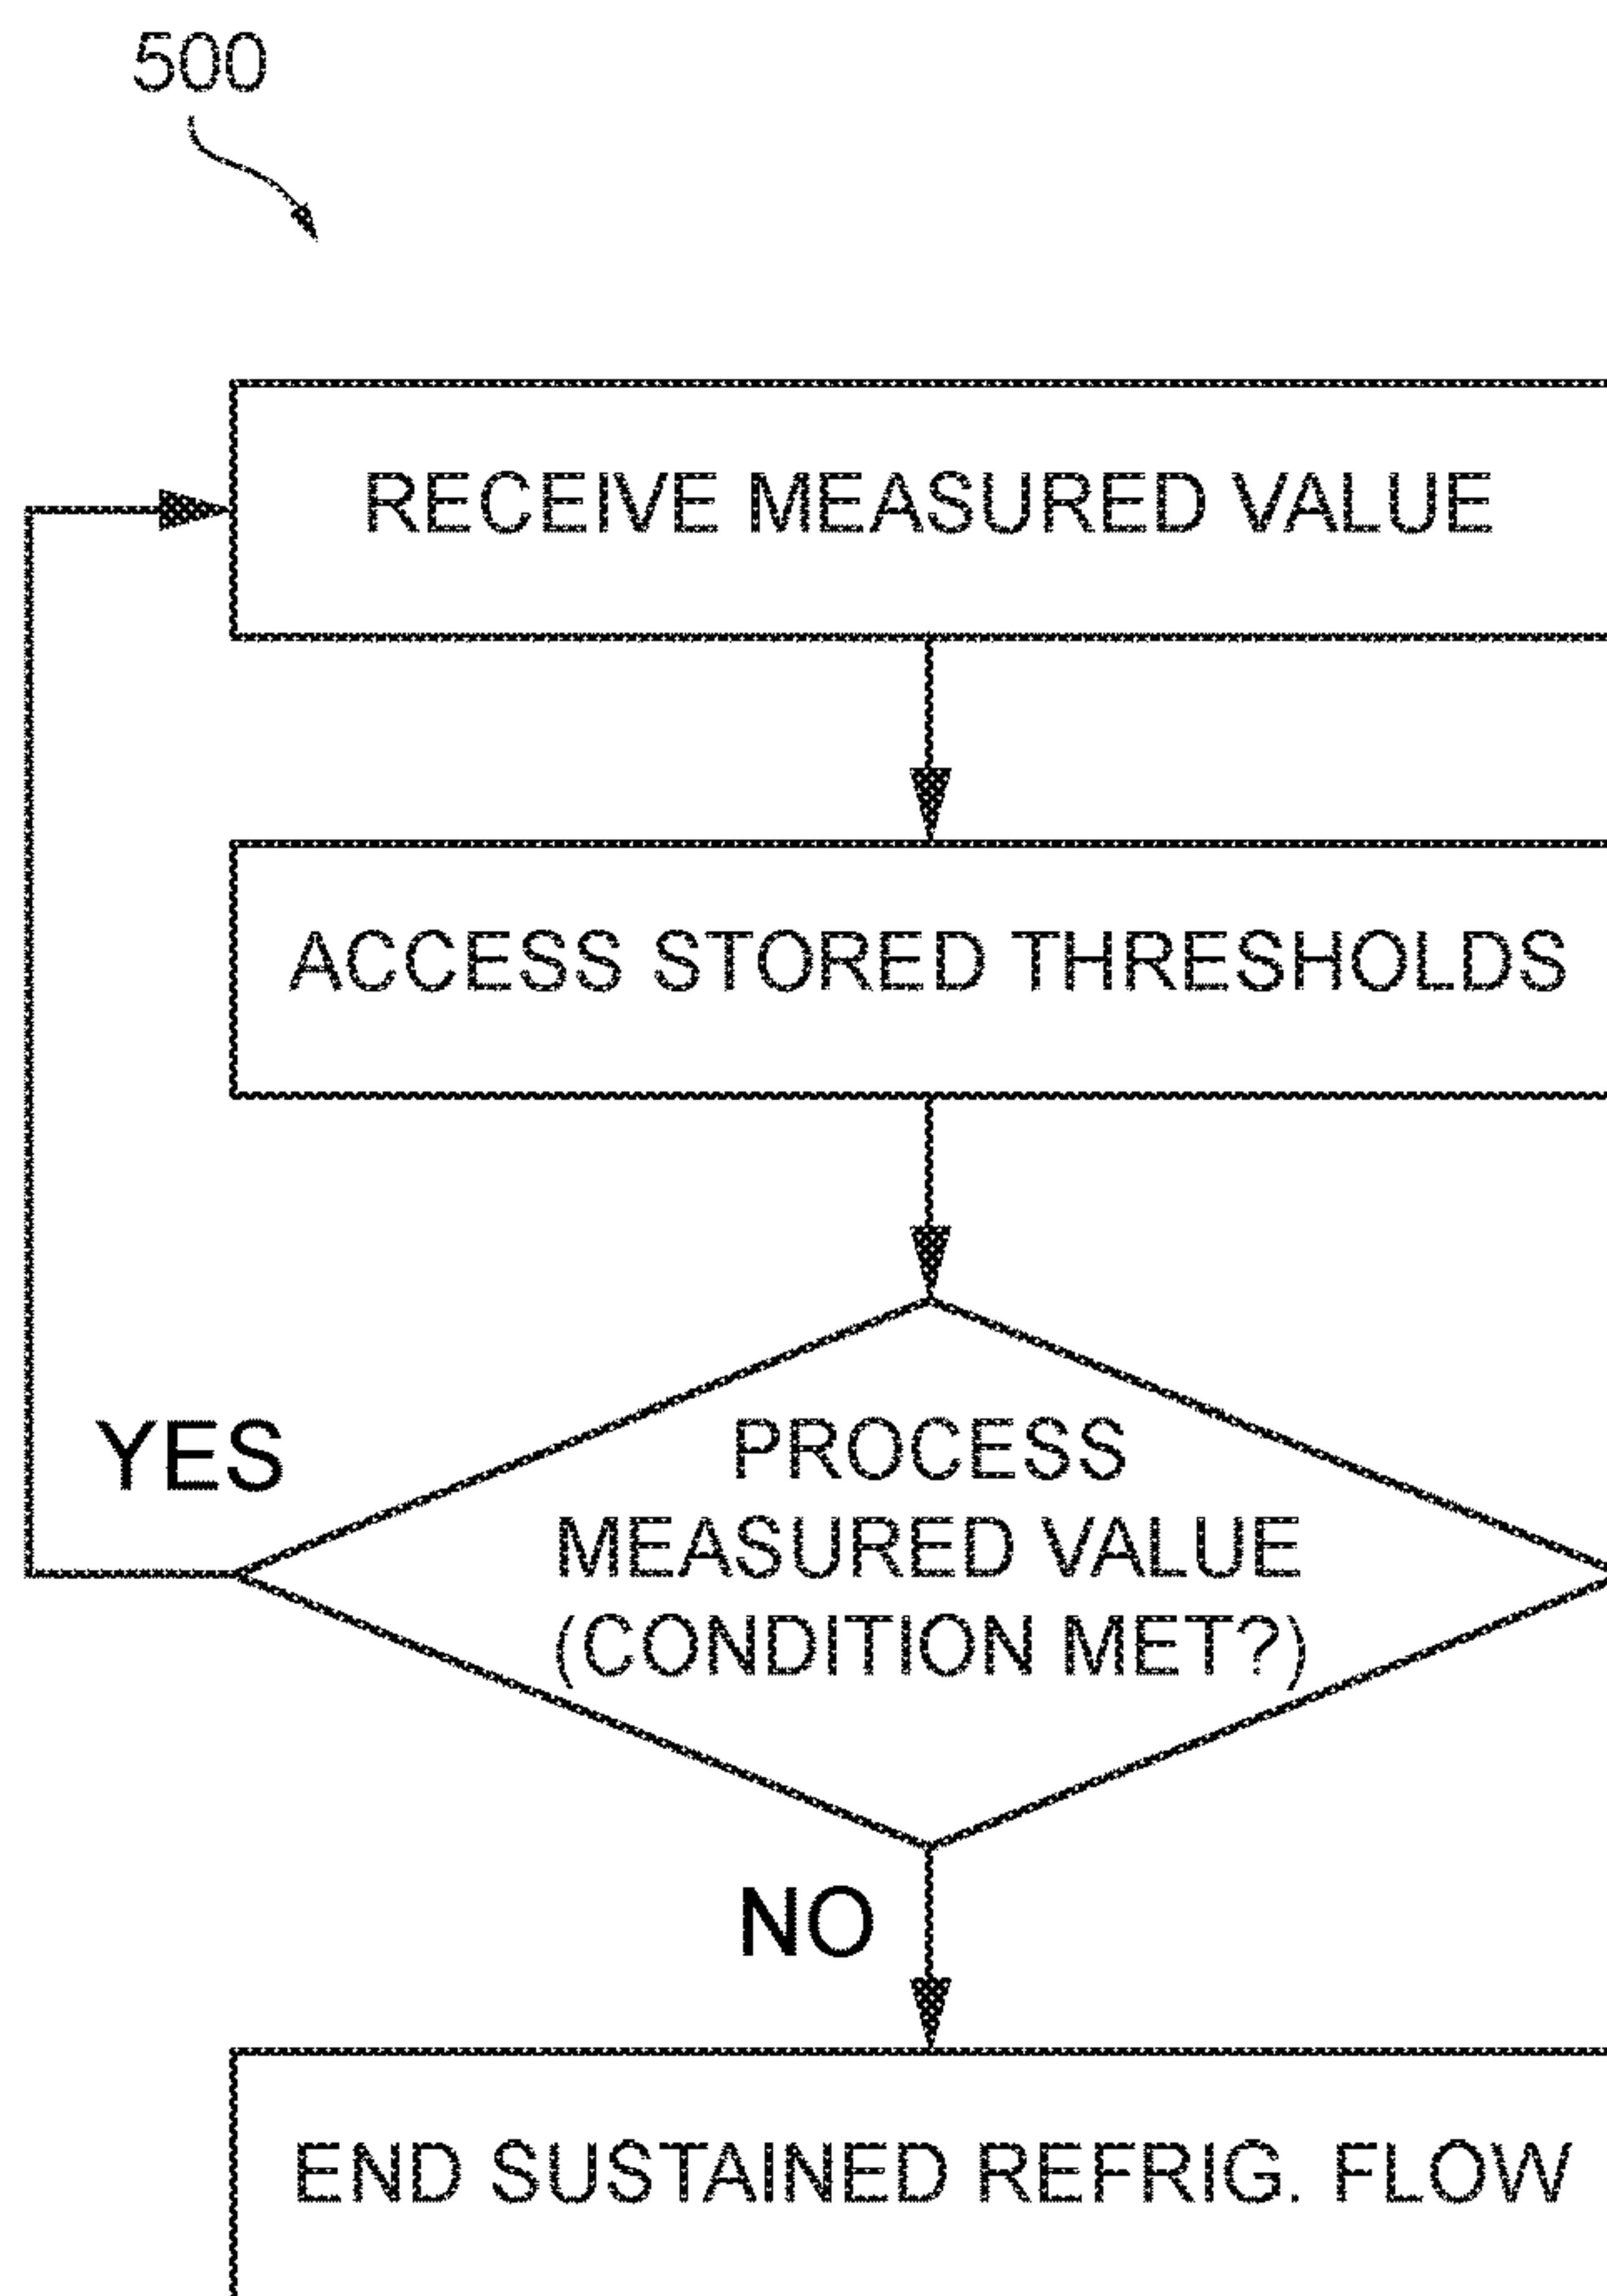 500
RECEIVE MEASURED VALUE
ACCESS STORED THRESHOLDS
YES
PROCESS
MEASURED VALUE
(CONDITION MET?)
NO
END SUSTAINED REFRIG. FLOW